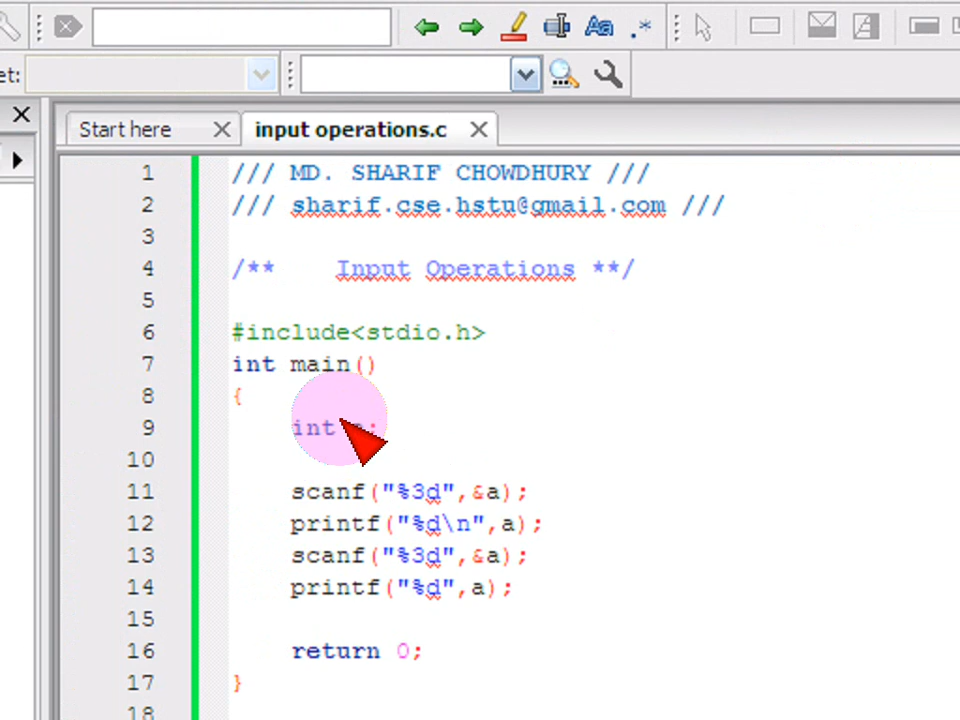 et:
Start here
input operations.c
1 /// MD. SHARIF CHOWDHURY ///
2 /// sharif.cse.hstu@gmail.com ///
3
4 /** Input Operations **/
5
6 #include<stdio.h>
7 int main()
8 {
9 int a;
10
11 scanf("%3d",&a);
12 printf("%d\n",a);
13 scanf("%3d",&a);
14 printf("%d",a);
15
16 return 0;
17 }
18